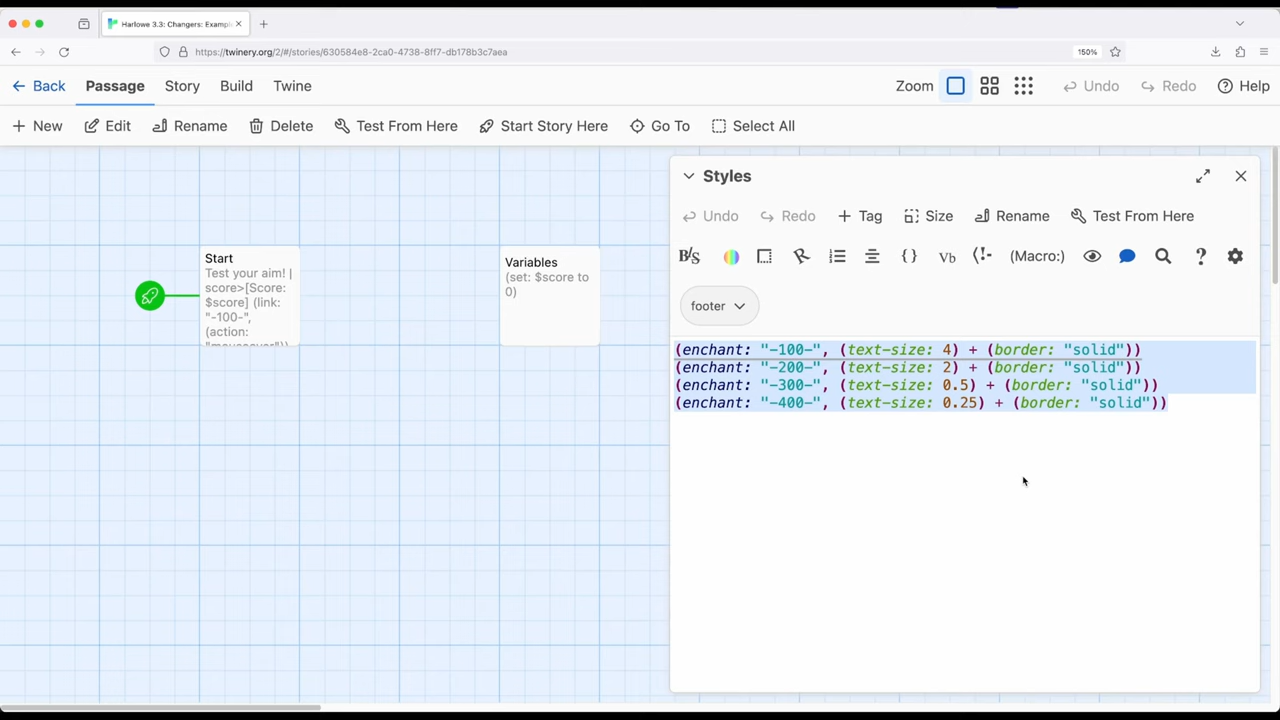 Harlowe 3.3: Changers: Exampl
https://twinery.org/2/#/stories/630584e8-2ca0-4738-8ff7-db178b3c7aea
150%
Back Passage Story Build Twine Zoom Undo Redo Help
New Edit Rename Delete Test From Here Start Story Here Go To Select All
Styles
Undo Redo + Tag Size Rename Test From Here
(Macro:)
footer
(enchant: "-100-", (text-size: 4) + (border: "solid"))
(enchant: "-200-", (text-size: 2) + (border: "solid"))
(enchant: "-300-", (text-size: 0.5) + (border: "solid"))
(enchant: "-400-", (text-size: 0.25) + (border: "solid"))
Start
Test your aim! |
score>[Score:
$score] (link:
"-100-",
(action:
"mouseover"))
Variables
(set: $score to
0)